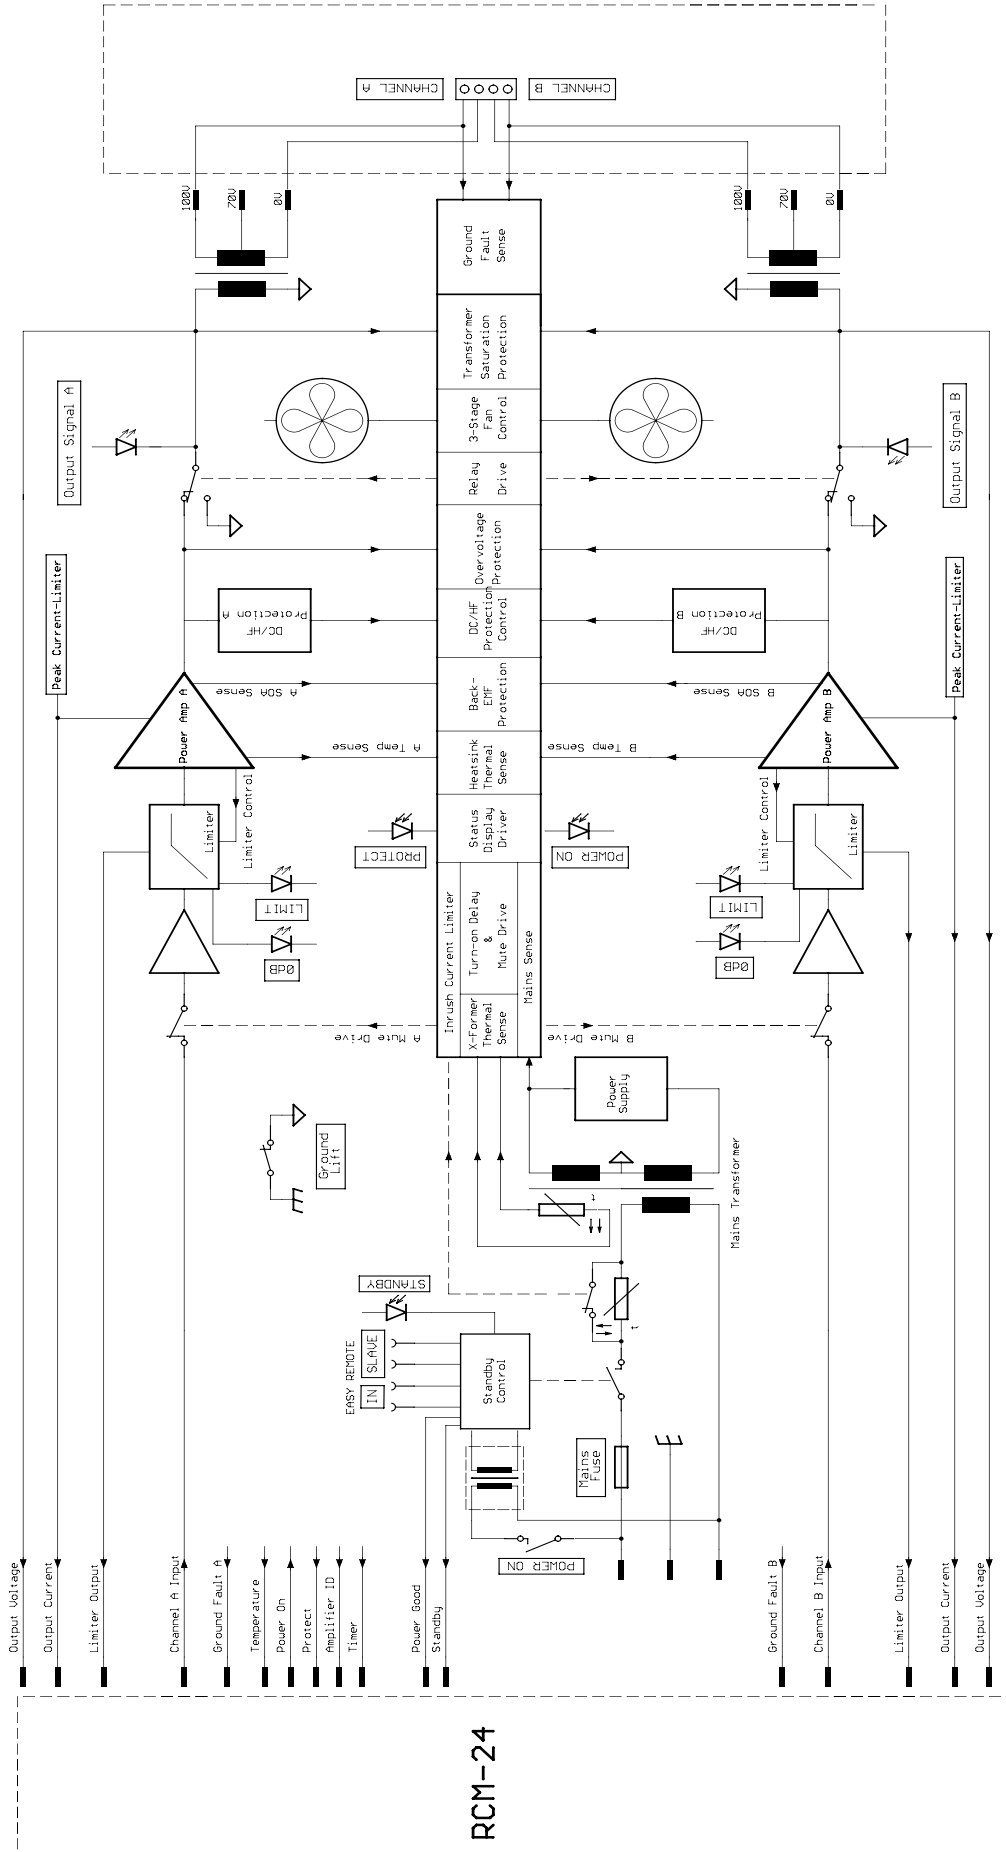 CHANNEL A
CHANNEL B
100V
70V
0V
100V
70V
0V
Ground
Fault
Sense
Transformer
Saturation
Protection
Output Signal A
3-Stage
Fan
Control
Output Signal B
Relay
Drive
Overvoltage
Protection
Peak Current-Limiter
DC/HF
Protection A
DC/HF
Protection
Control
DC/HF
Protection B
Peak Current-Limiter
Power Amp A
A SOA Sense
Back-
EMF
Protection
B SOA Sense
Power Amp B
A Temp Sense
Heatsink
Thermal
Sense
B Temp Sense
Limiter
Limiter Control
PROTECT
Status
Display
Driver
POWER ON
Limiter Control
Limiter
LIMIT
0dB
Inrush Current Limiter
Turn-on Delay
&
Mute Drive
Mains Sense
LIMIT
0dB
A Mute Drive
X-Former
Thermal
Sense
B Mute Drive
Power
Supply
Ground
Lift
t
Mains Transformer
STANDBY
t
EASY REMOTE
SLAVE
IN
Standby
Control
Mains
Fuse
POWER ON
Output Voltage
Output Current
Limiter Output
Channel A Input
Ground Fault A
Temperature
Power On
Protect
Amplifier ID
Timer
Power Good
Standby
Ground Fault B
Channel B Input
Limiter Output
Output Current
Output Voltage
RCM-24